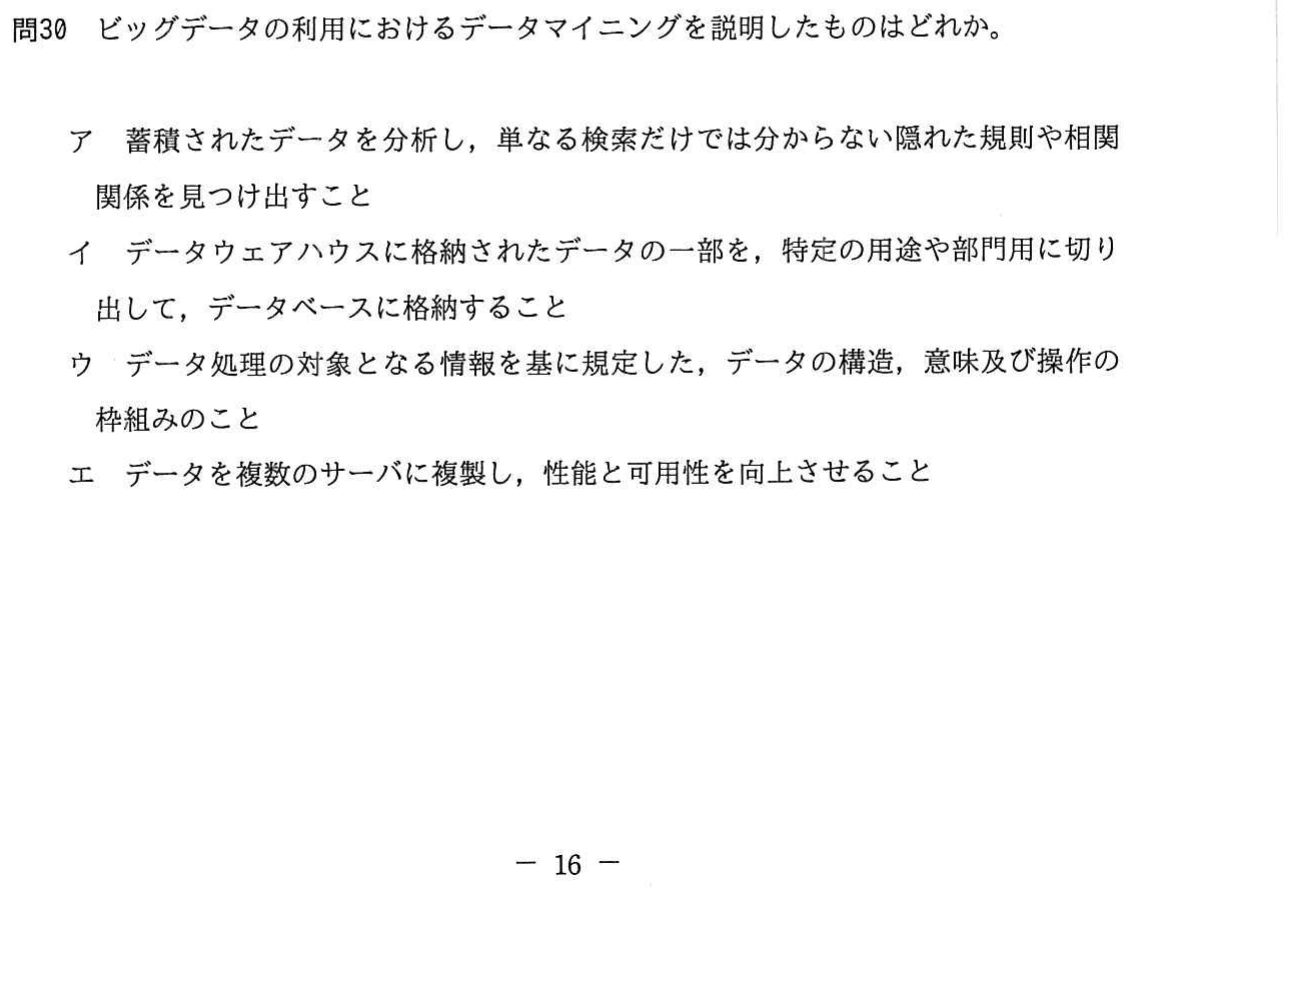 問30　ビッグデータの利用におけるデータマイニングを説明したものはどれか。
ア　蓄積されたデータを分析し，単なる検索だけでは分からない隠れた規則や相関
関係を見つけ出すこと
イ　データウェアハウスに格納されたデータの一部を，特定の用途や部門用に切り
出して，データベースに格納すること
ウ　データ処理の対象となる情報を基に規定した，データの構造，意味及び操作の
枠組みのこと
エ　データを複数のサーバに複製し，性能と可用性を向上させること
－ 16 －